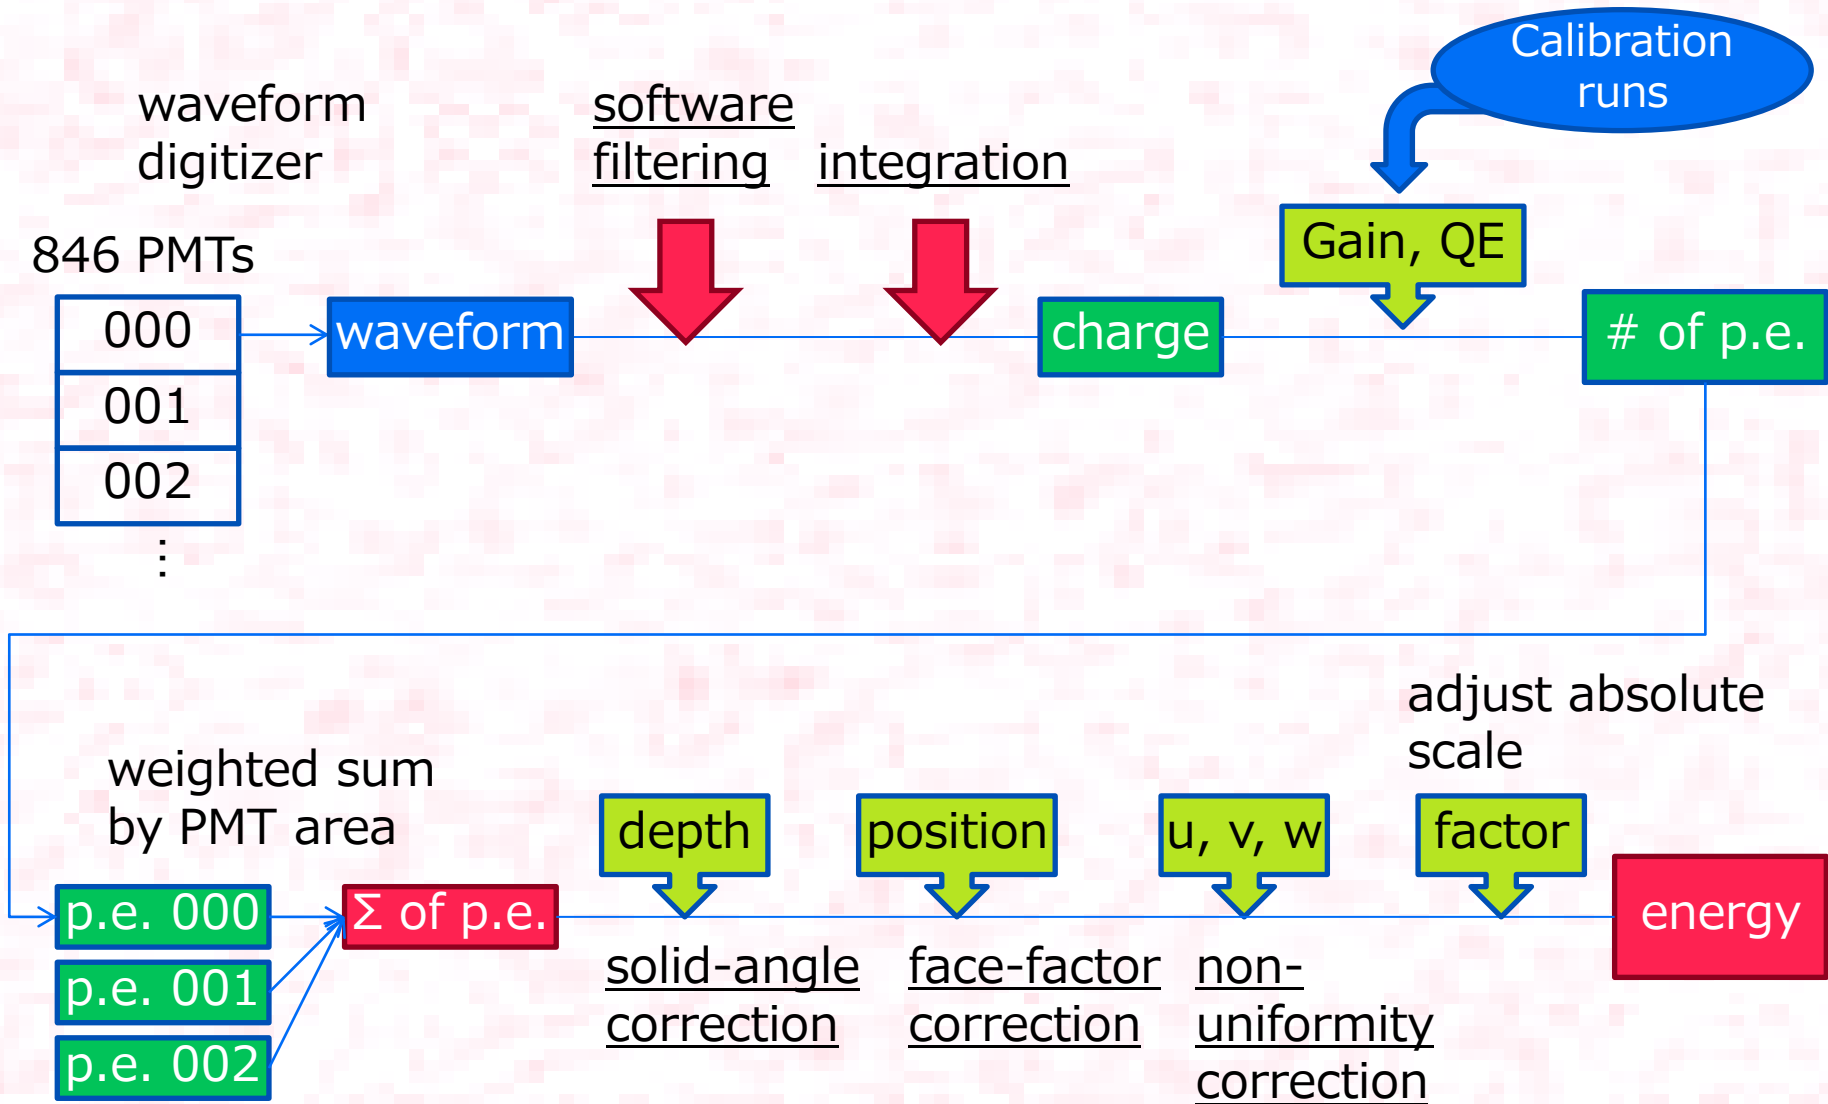 Calibration
runs
waveform
digitizer
software
filtering
integration
846 PMTs
Gain, QE
000
waveform
charge
# of p.e.
001
002
⋮
adjust absolute
scale
weighted sum
by PMT area
depth
position
u, v, w
factor
p.e. 000
Σ of p.e.
energy
p.e. 001
p.e. 002
solid-angle
correction
face-factor
correction
non-
uniformity
correction